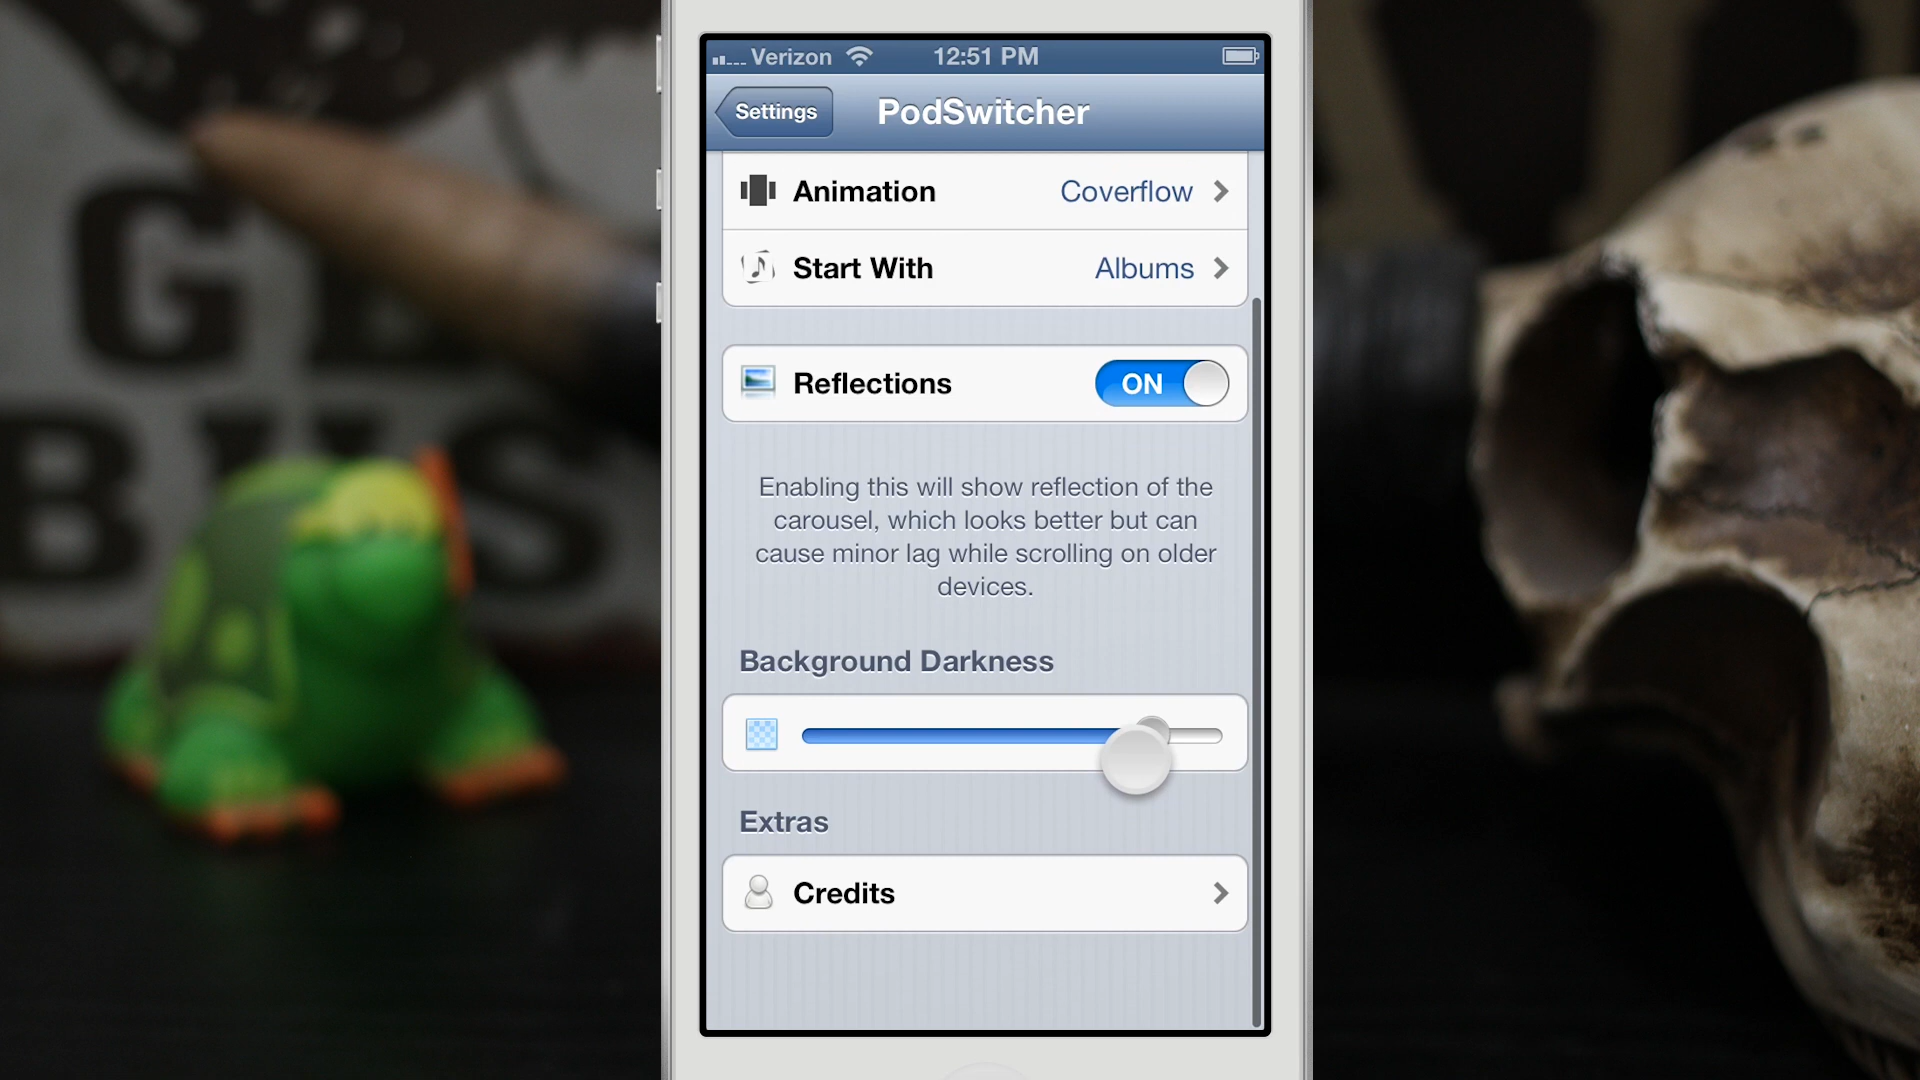 Verizon 12:51 PM
Settings PodSwitcher
Animation Coverflow
Start With Albums
Reflections ON
Enabling this will show reflection of the
carousel, which looks better but can
cause minor lag while scrolling on older
devices.
Background Darkness
Extras
Credits